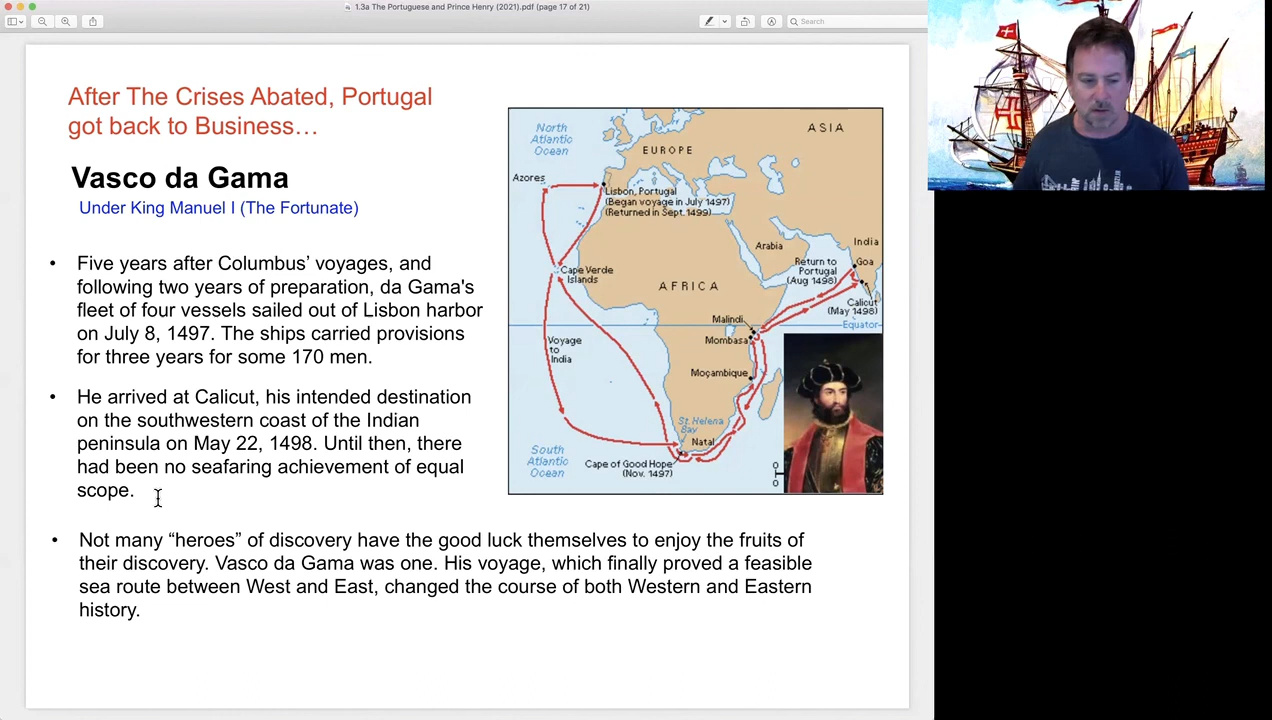 1.3a The Portuguese and Prince Henry (2021).pdf (page 17 of 21)
Search
After The Crises Abated, Portugal
got back to Business…
Vasco da Gama
Under King Manuel I (The Fortunate)
• Five years after Columbus’ voyages, and
following two years of preparation, da Gama's
fleet of four vessels sailed out of Lisbon harbor
on July 8, 1497. The ships carried provisions
for three years for some 170 men.
• He arrived at Calicut, his intended destination
on the southwestern coast of the Indian
peninsula on May 22, 1498. Until then, there
had been no seafaring achievement of equal
scope.
• Not many “heroes” of discovery have the good luck themselves to enjoy the fruits of
their discovery. Vasco da Gama was one. His voyage, which finally proved a feasible
sea route between West and East, changed the course of both Western and Eastern
history.
North
Atlantic
Ocean
ASIA
EUROPE
Azores
Lisbon, Portugal
(Began voyage in July 1497)
(Returned in Sept. 1499)
Arabia
India
Return to
Portugal
(Aug 1498)
Goa
Cape Verde
Islands
AFRICA
Calicut
(May 1498)
Malindi
Equator
Mombasa
Voyage
to
India
Moçambique
St. Helena
Bay
Natal
South
Atlantic
Ocean
Cape of Good Hope
(Nov. 1497)
0
0